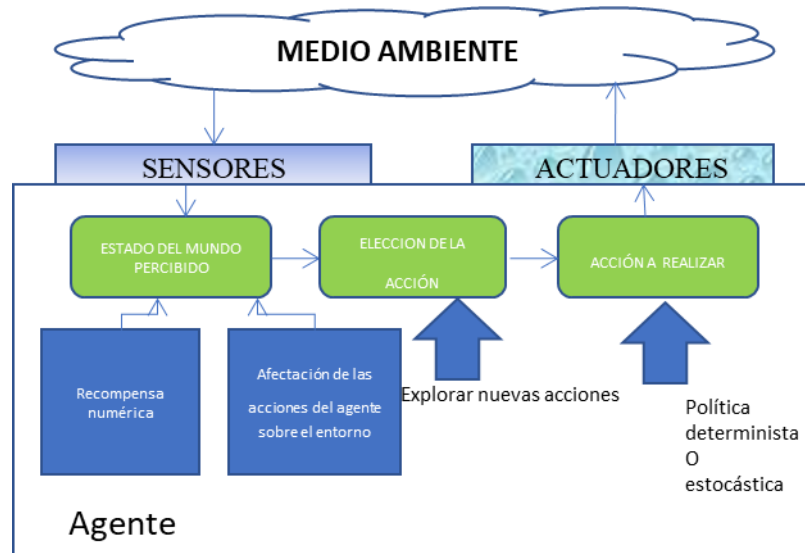 MEDIO AMBIENTE
SENSORES
ACTUADORES
ESTADO DEL MUNDO
PERCIBIDO
ELECCION DE LA
ACCIÓN
ACCIÓN A REALIZAR
Recompensa
numérica
Afectación de las
acciones del agente
sobre el entorno
Explorar nuevas acciones
Política
determinista
O
estocástica
Agente